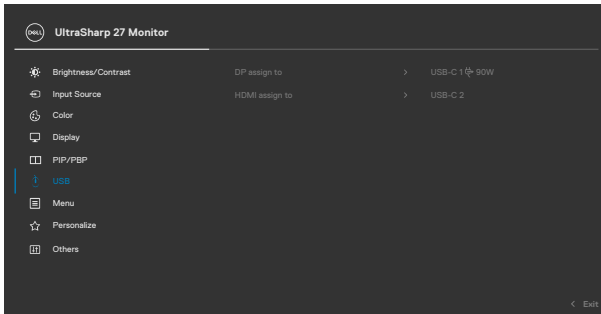 DELL UltraSharp 27 Monitor
Brightness/Contrast DP assign to > USB-C 1 90W
Input Source HDMI assign to > USB-C 2
Color
Display
PIP/PBP
USB
Menu
Personalize
Others
< Exit